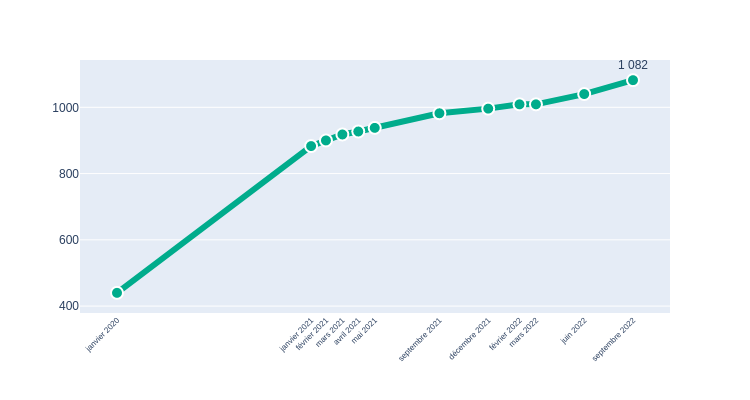 1 082
1000
800
600
400
janvier 2020
janvier 2021
février 2021
mars 2021
avril 2021
mai 2021
septembre 2021
décembre 2021
février 2022
mars 2022
juin 2022
septembre 2022